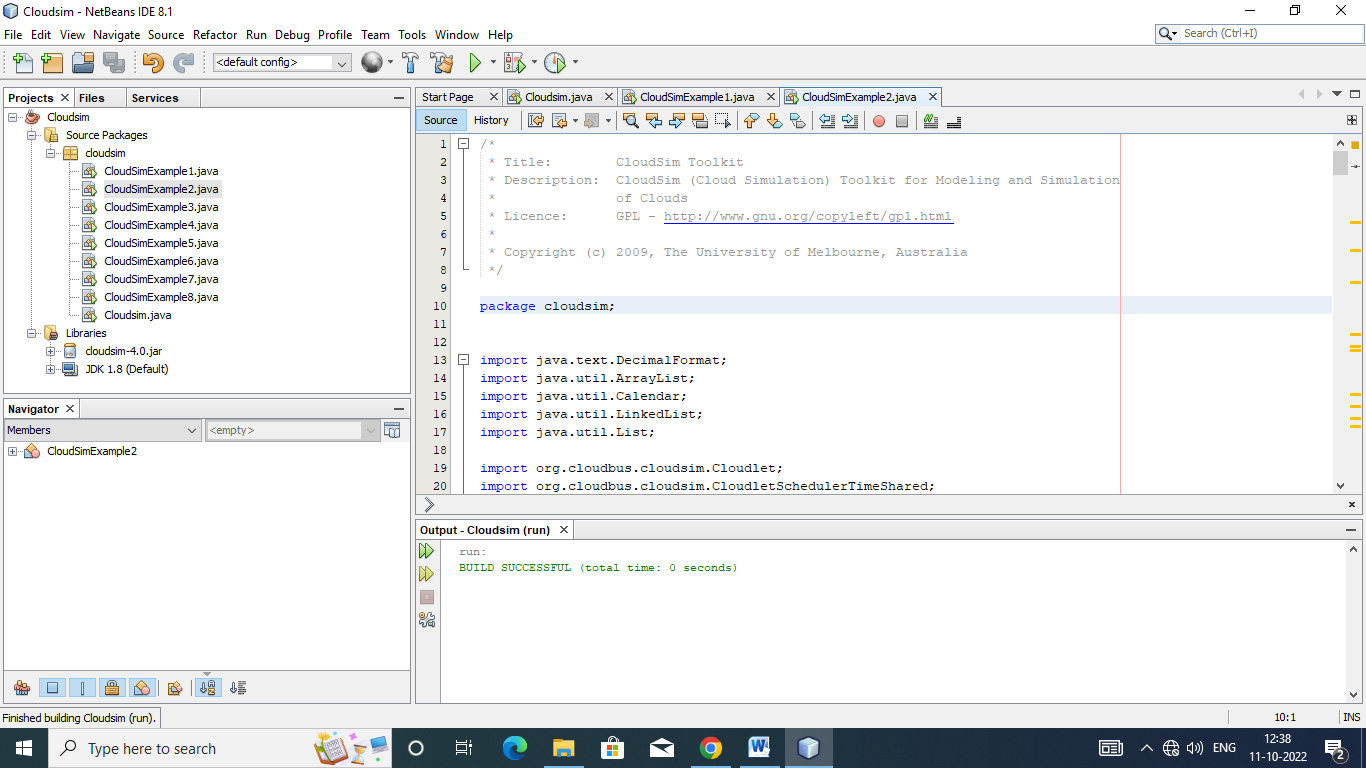 Cloudsim - NetBeans IDE 8.1
File Edit View Navigate Source Refactor Run Debug Profile Team Tools Window Help
Search (Ctrl+I)
<default config>
Projects Files Services
Cloudsim
Source Packages
cloudsim
CloudSimExample1.java
CloudSimExample2.java
CloudSimExample3.java
CloudSimExample4.java
CloudSimExample5.java
CloudSimExample6.java
CloudSimExample7.java
CloudSimExample8.java
Cloudsim.java
Libraries
cloudsim-4.0.jar
JDK 1.8 (Default)
Navigator
Members <empty>
CloudSimExample2
Start Page Cloudsim.java CloudSimExample1.java CloudSimExample2.java
Source History
1 /*
2 * Title: CloudSim Toolkit
3 * Description: CloudSim (Cloud Simulation) Toolkit for Modeling and Simulation
4 * of Clouds
5 * Licence: GPL - http://www.gnu.org/copyleft/gpl.html
6 *
7 * Copyright (c) 2009, The University of Melbourne, Australia
8 */
9
10 package cloudsim;
11
12
13 import java.text.DecimalFormat;
14 import java.util.ArrayList;
15 import java.util.Calendar;
16 import java.util.LinkedList;
17 import java.util.List;
18
19 import org.cloudbus.cloudsim.Cloudlet;
20 import org.cloudbus.cloudsim.CloudletSchedulerTimeShared;
Output - Cloudsim (run)
run:
BUILD SUCCESSFUL (total time: 0 seconds)
Finished building Cloudsim (run).
10:1 INS
Type here to search
ENG
12:38
11-10-2022
2